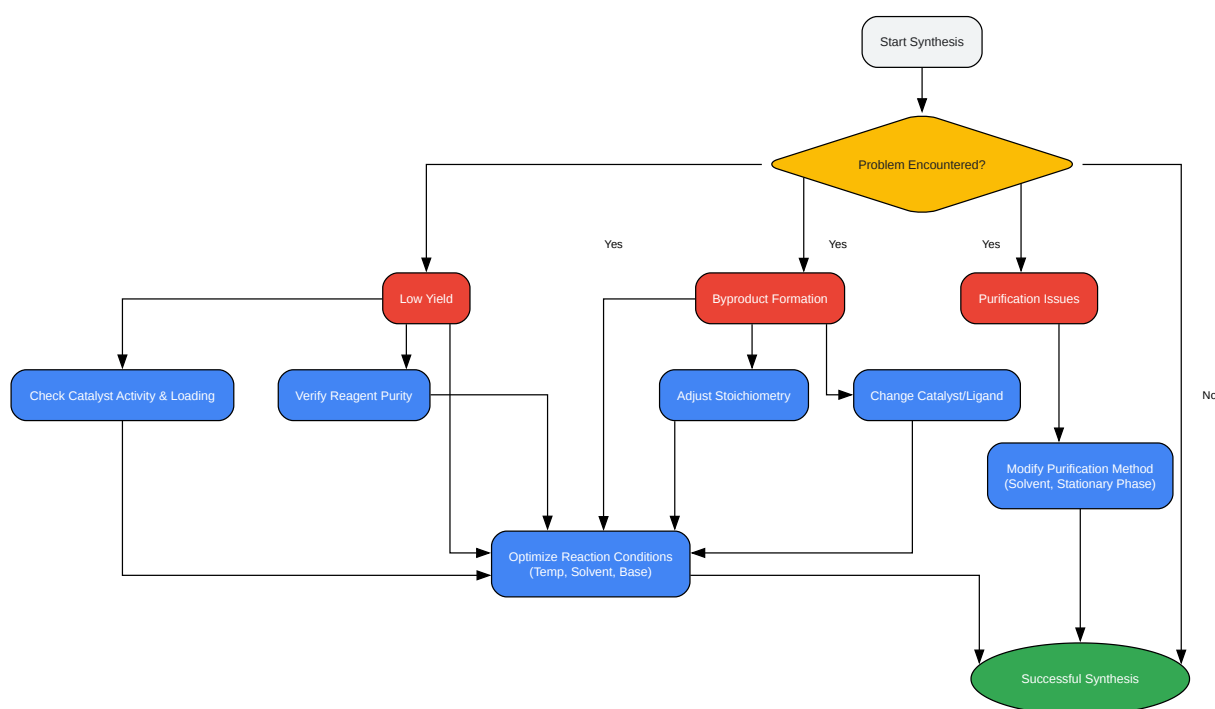 Start Synthesis
Problem Encountered?
Yes
Yes
Yes
Low Yield
Byproduct Formation
Purification Issues
Check Catalyst Activity & Loading
Verify Reagent Purity
Adjust Stoichiometry
Change Catalyst/Ligand
No
Modify Purification Method
(Solvent, Stationary Phase)
Optimize Reaction Conditions
(Temp, Solvent, Base)
Successful Synthesis